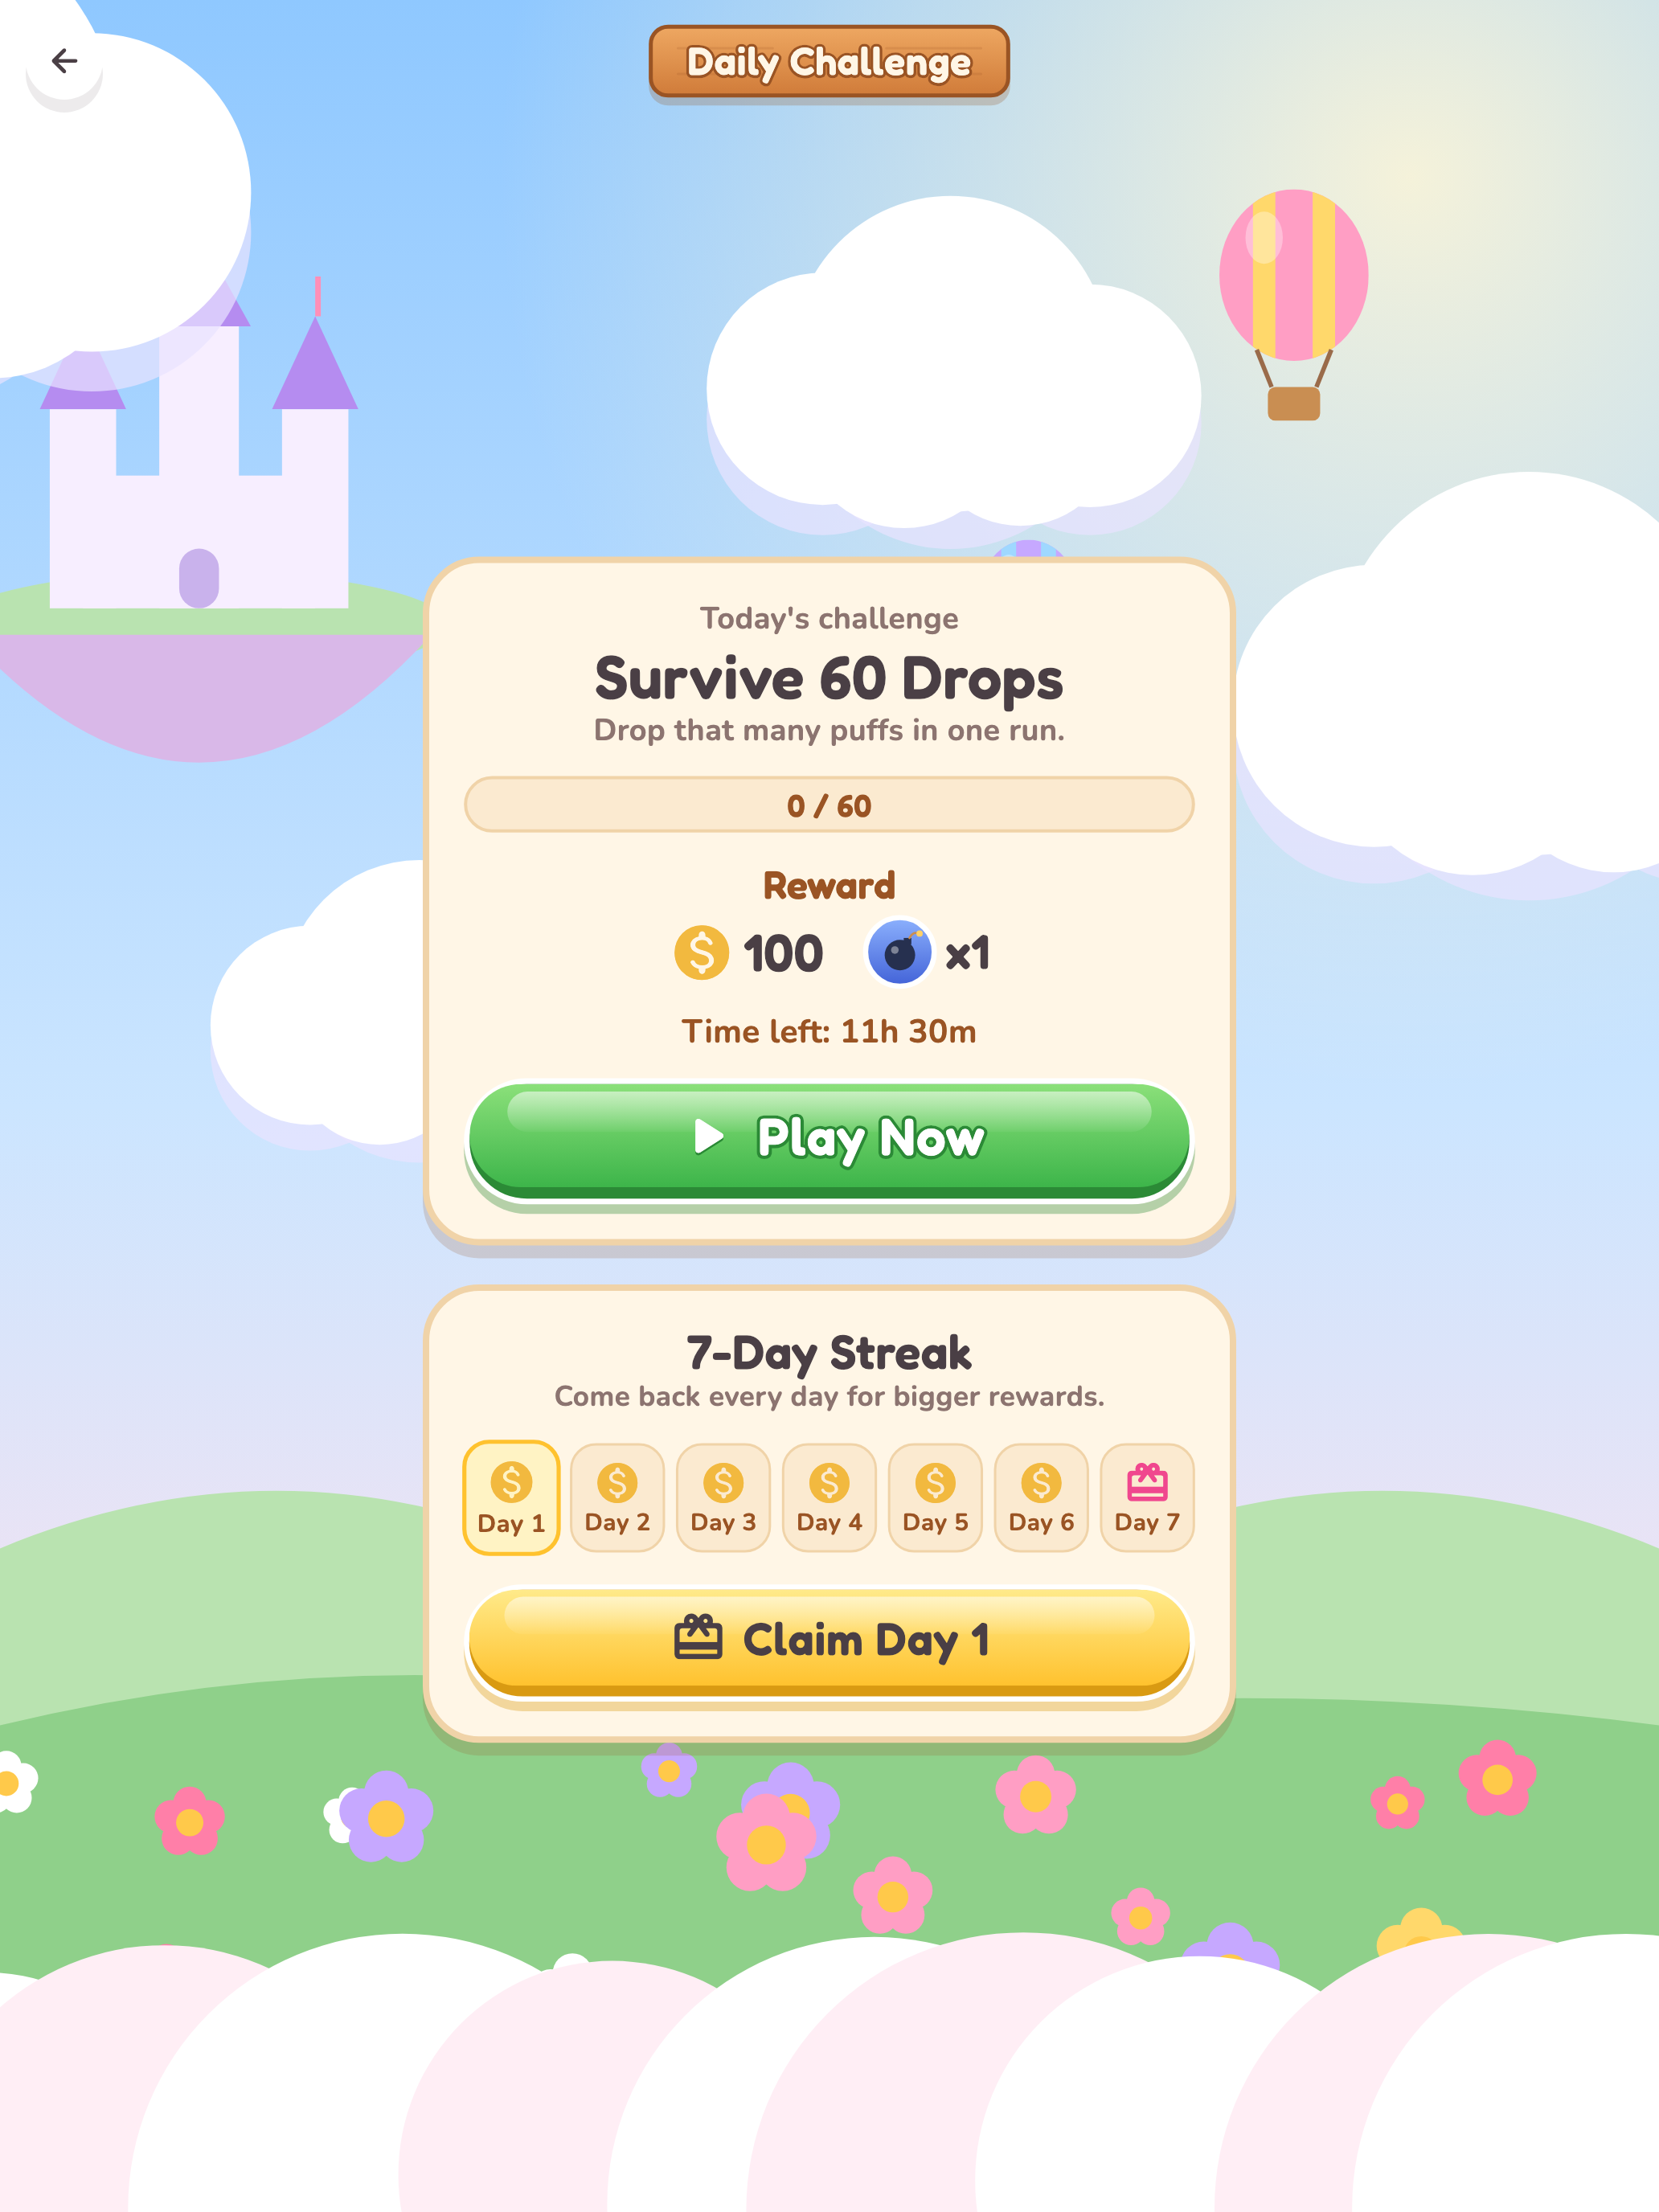 Daily Challenge
Today's challenge
Survive 60 Drops
Drop that many puffs in one run.
0 / 60
Reward
100 x1
Time left: 11h 30m
Play Now
7-Day Streak
Come back every day for bigger rewards.
Day 1 Day 2 Day 3 Day 4 Day 5 Day 6 Day 7
Claim Day 1